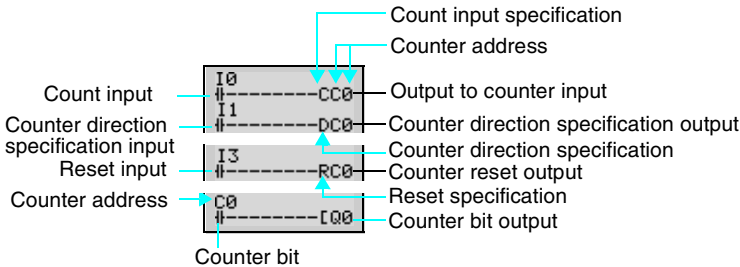 Count input specification
Counter address
I0
Count input
CC0
Output to counter input
I1
Counter direction
specification input
DC0
Counter direction specification output
Counter direction specification
I3
Reset input
RC0
Counter reset output
Reset specification
Counter address
C0
[Q0
Counter bit output
Counter bit